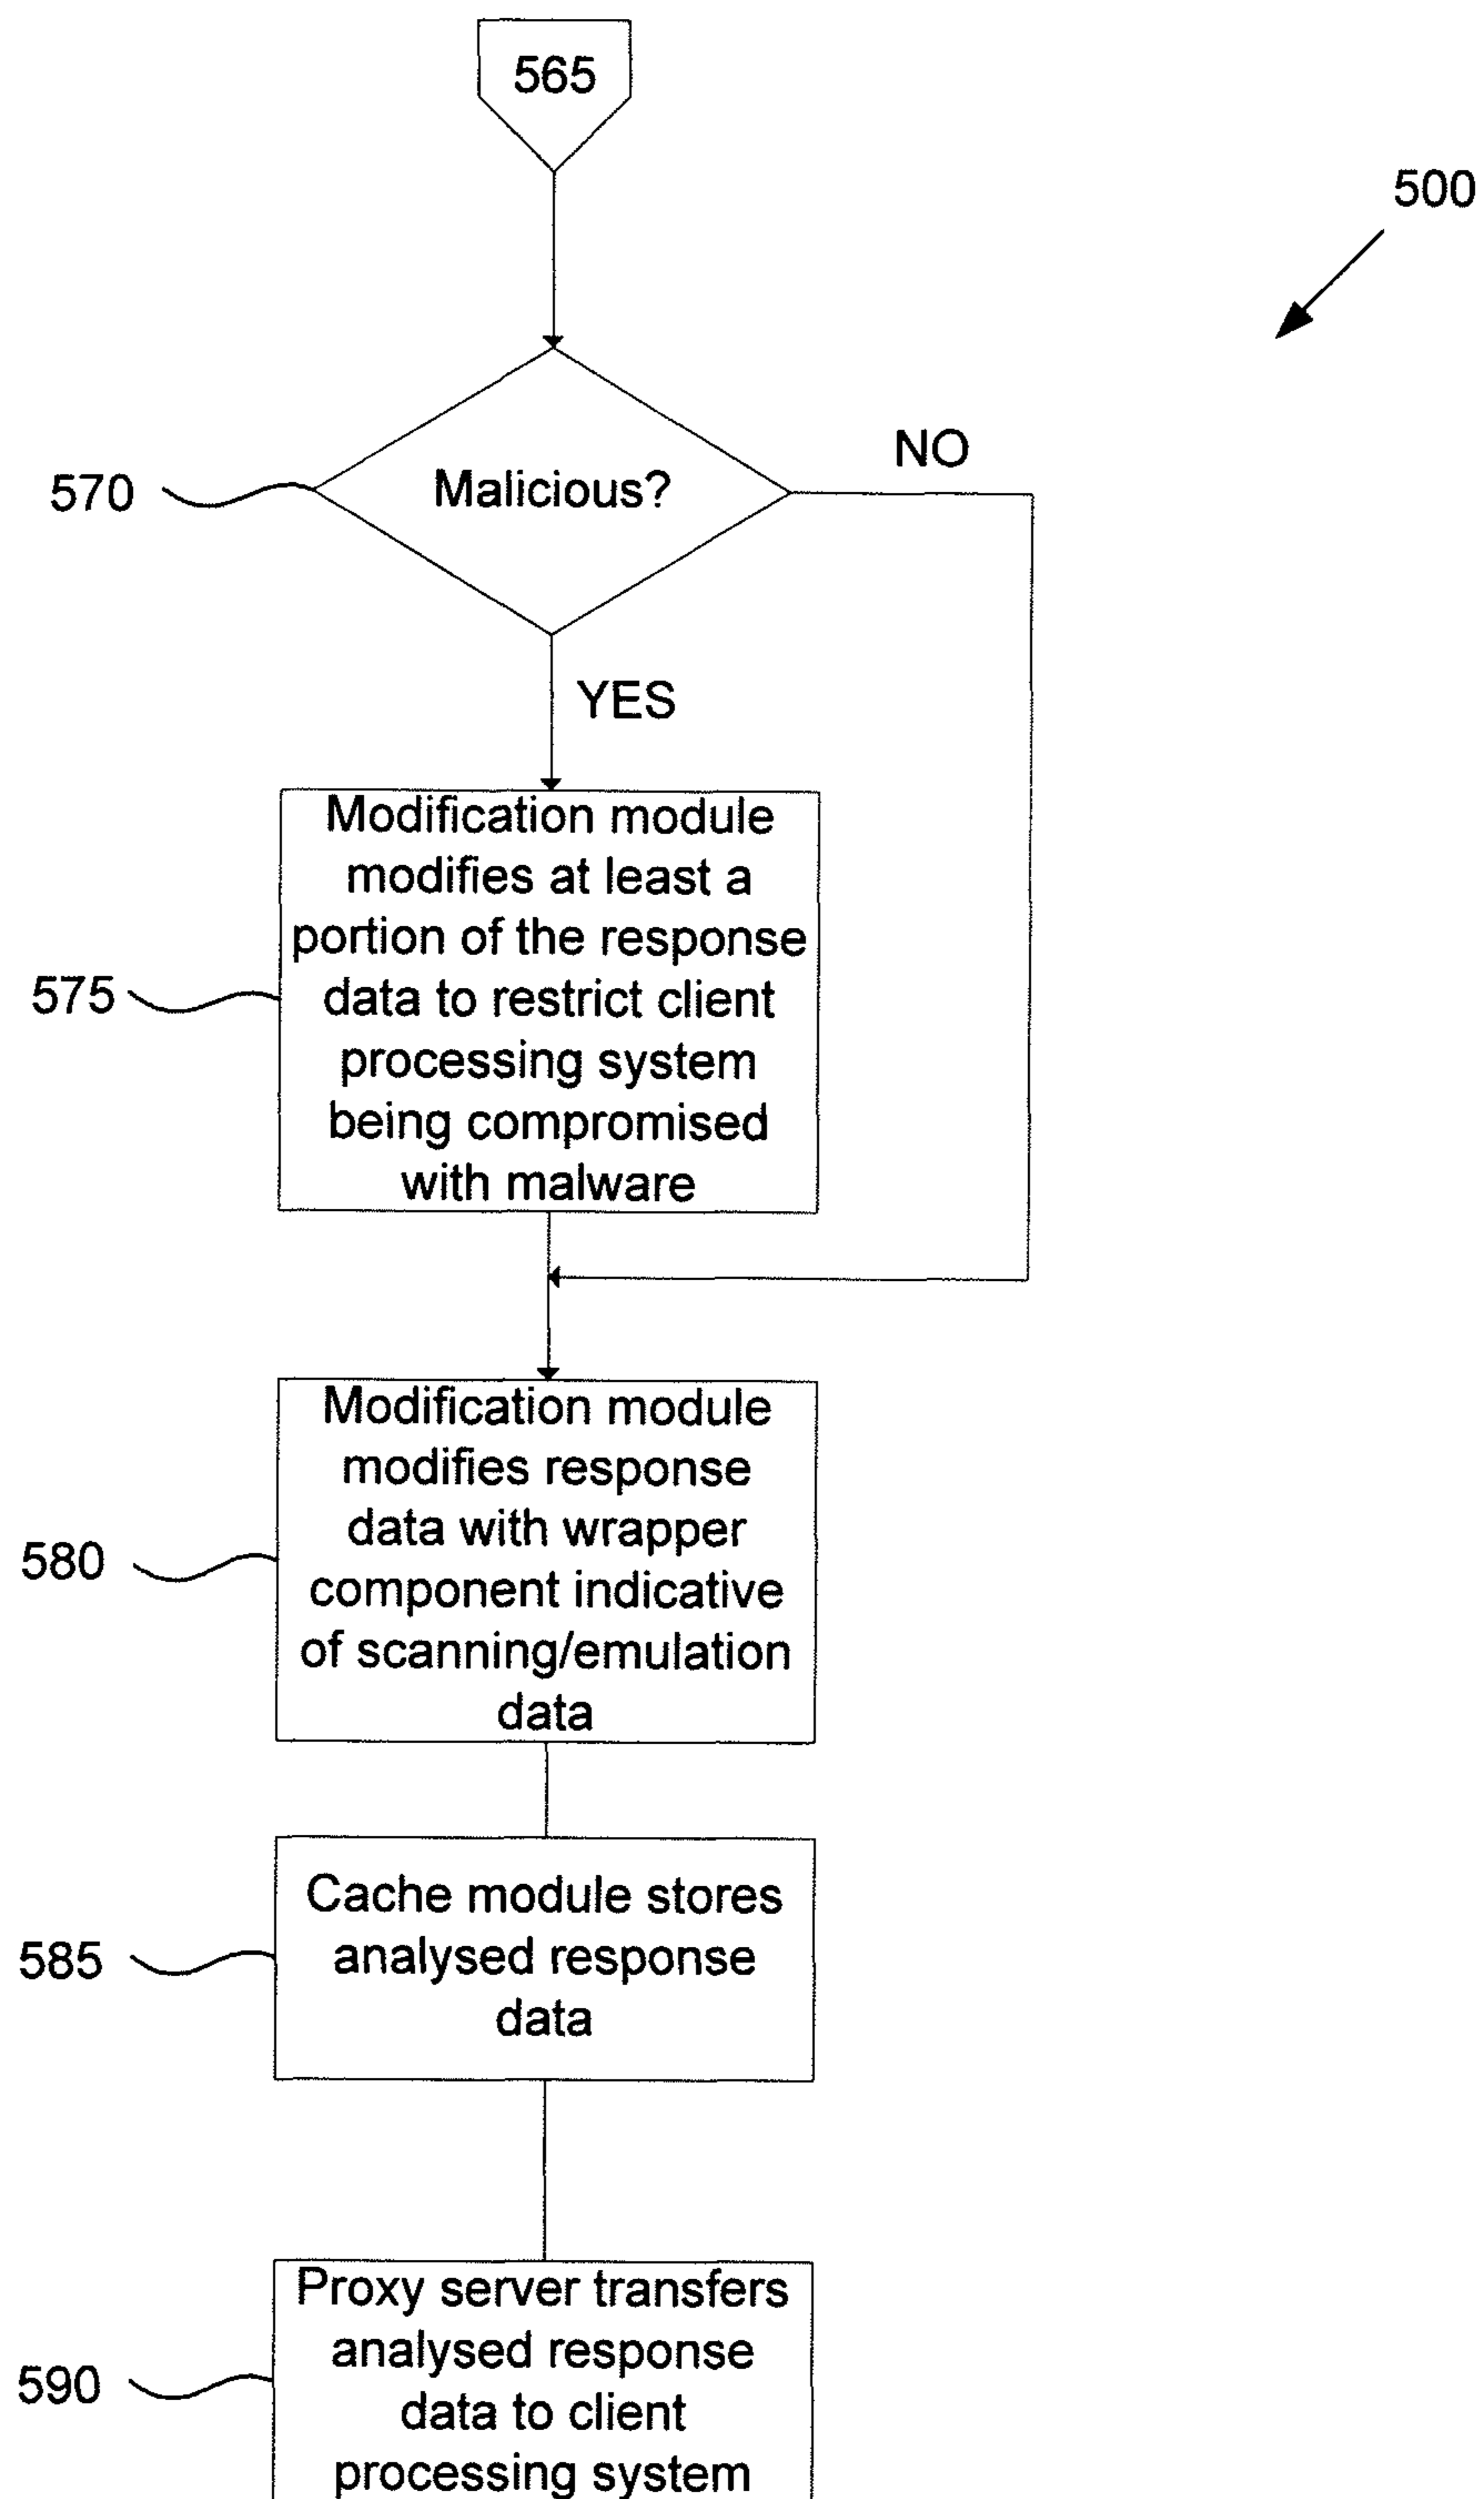 565
500
570
Malicious?
NO
YES
575
Modification module
modifies at least a
portion of the response
data to restrict client
processing system
being compromised
with malware
580
Modification module
modifies response
data with wrapper
component indicative
of scanning/emulation
data
585
Cache module stores
analysed response
data
590
Proxy server transfers
analysed response
data to client
processing system